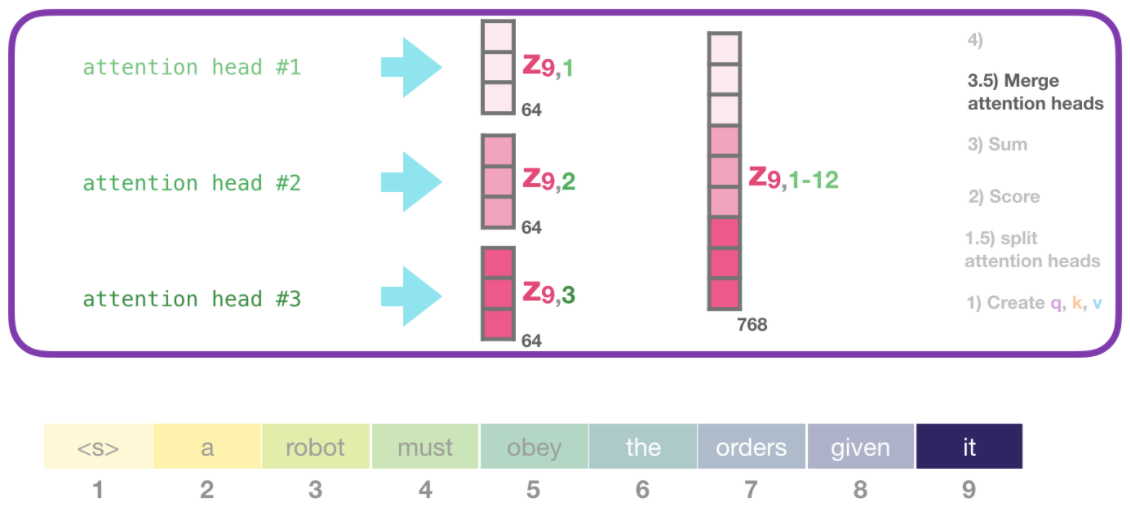 attention head #1
Z9,1
64
attention head #2
Z9,2
64
attention head #3
Z9,3
64
Z9,1-12
768
4)
3.5) Merge
attention heads
3) Sum
2) Score
1.5) split
attention heads
1) Create q, k, v
<s> a robot must obey the orders given it
1 2 3 4 5 6 7 8 9